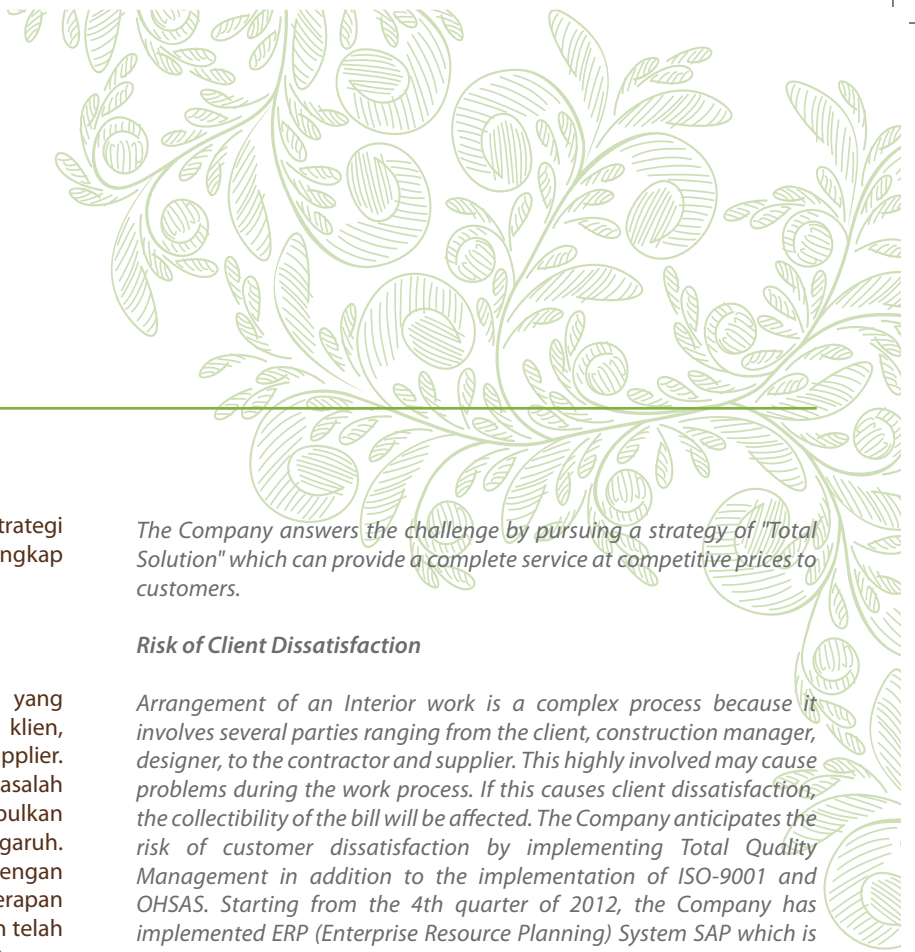 trategi
ngkap
yang
klien,
pplier.
asalah
bulkan
garuh.
engan
erapan
n telah
The Company answers the challenge by pursuing a strategy of "Total
Solution" which can provide a complete service at competitive prices to
customers.
Risk of Client Dissatisfaction
Arrangement of an Interior work is a complex process because it
involves several parties ranging from the client, construction manager,
designer, to the contractor and supplier. This highly involved may cause
problems during the work process. If this causes client dissatisfaction,
the collectibility of the bill will be affected. The Company anticipates the
risk of customer dissatisfaction by implementing Total Quality
Management in addition to the implementation of ISO-9001 and
OHSAS. Starting from the 4th quarter of 2012, the Company has
implemented ERP (Enterprise Resource Planning) System SAP which is